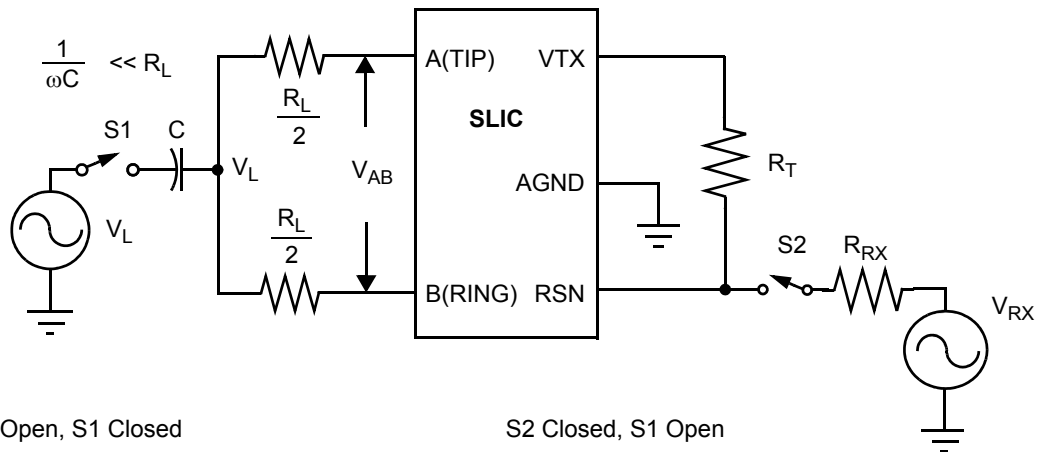 1/ωC << R_L
A(TIP)
VTX
R_L/2
SLIC
S1
C
V_L
V_AB
R_T
AGND
V_L
R_L/2
S2
R_RX
B(RING)
RSN
V_RX
Open, S1 Closed
S2 Closed, S1 Open